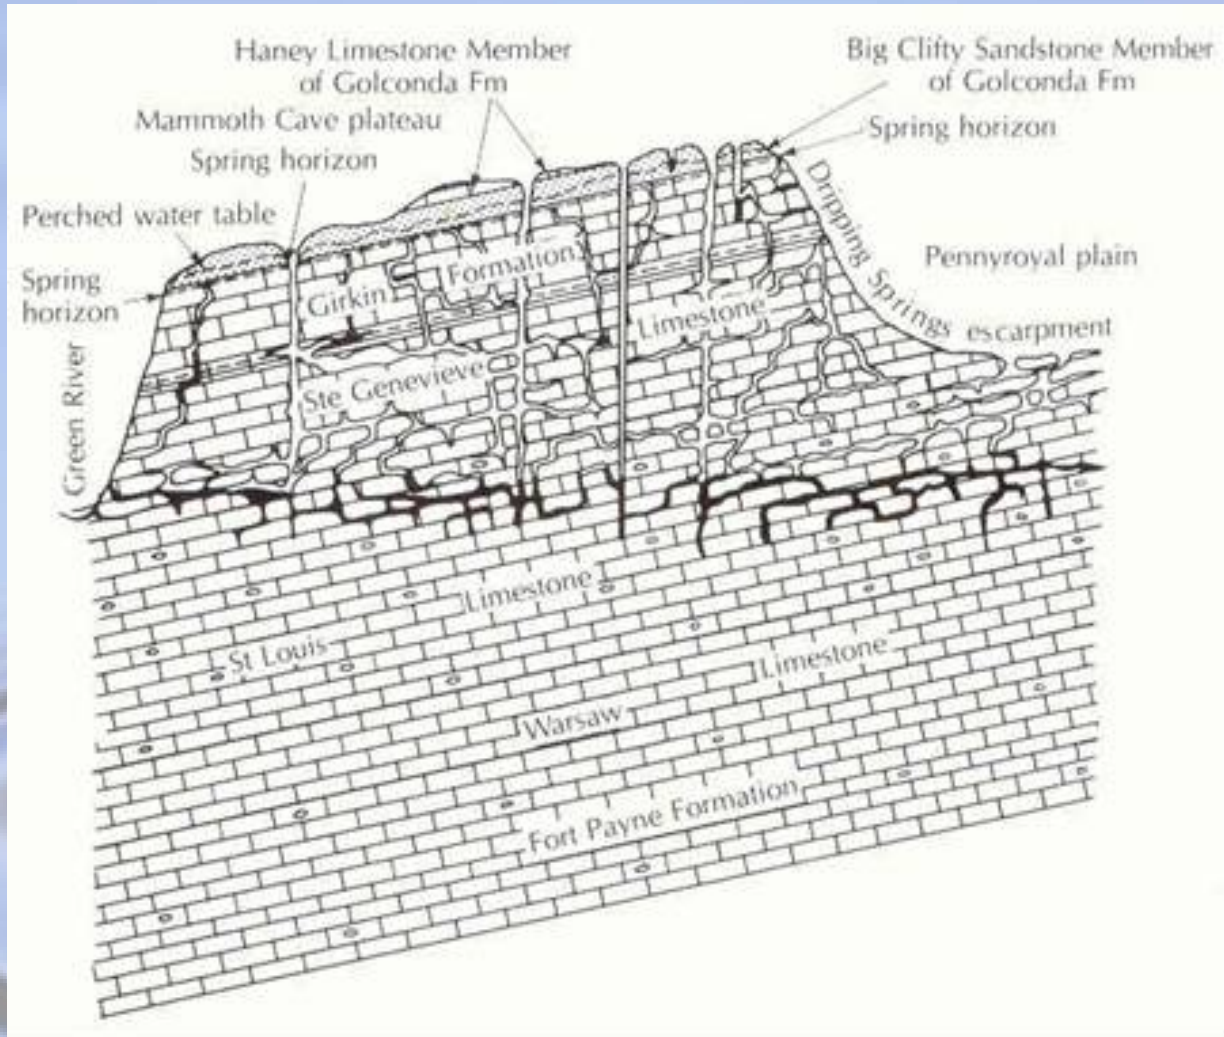 Haney Limestone Member
of Golconda Fm
Big Clifty Sandstone Member
of Golconda Fm
Mammoth Cave plateau
Spring horizon
Spring horizon
Perched water table
Spring
horizon
Dripping Springs escarpment
Pennyroyal plain
Girkin Formation
Limestone
Ste Genevieve
Green River
Limestone
St Louis
Limestone
Warsaw
Fort Payne Formation